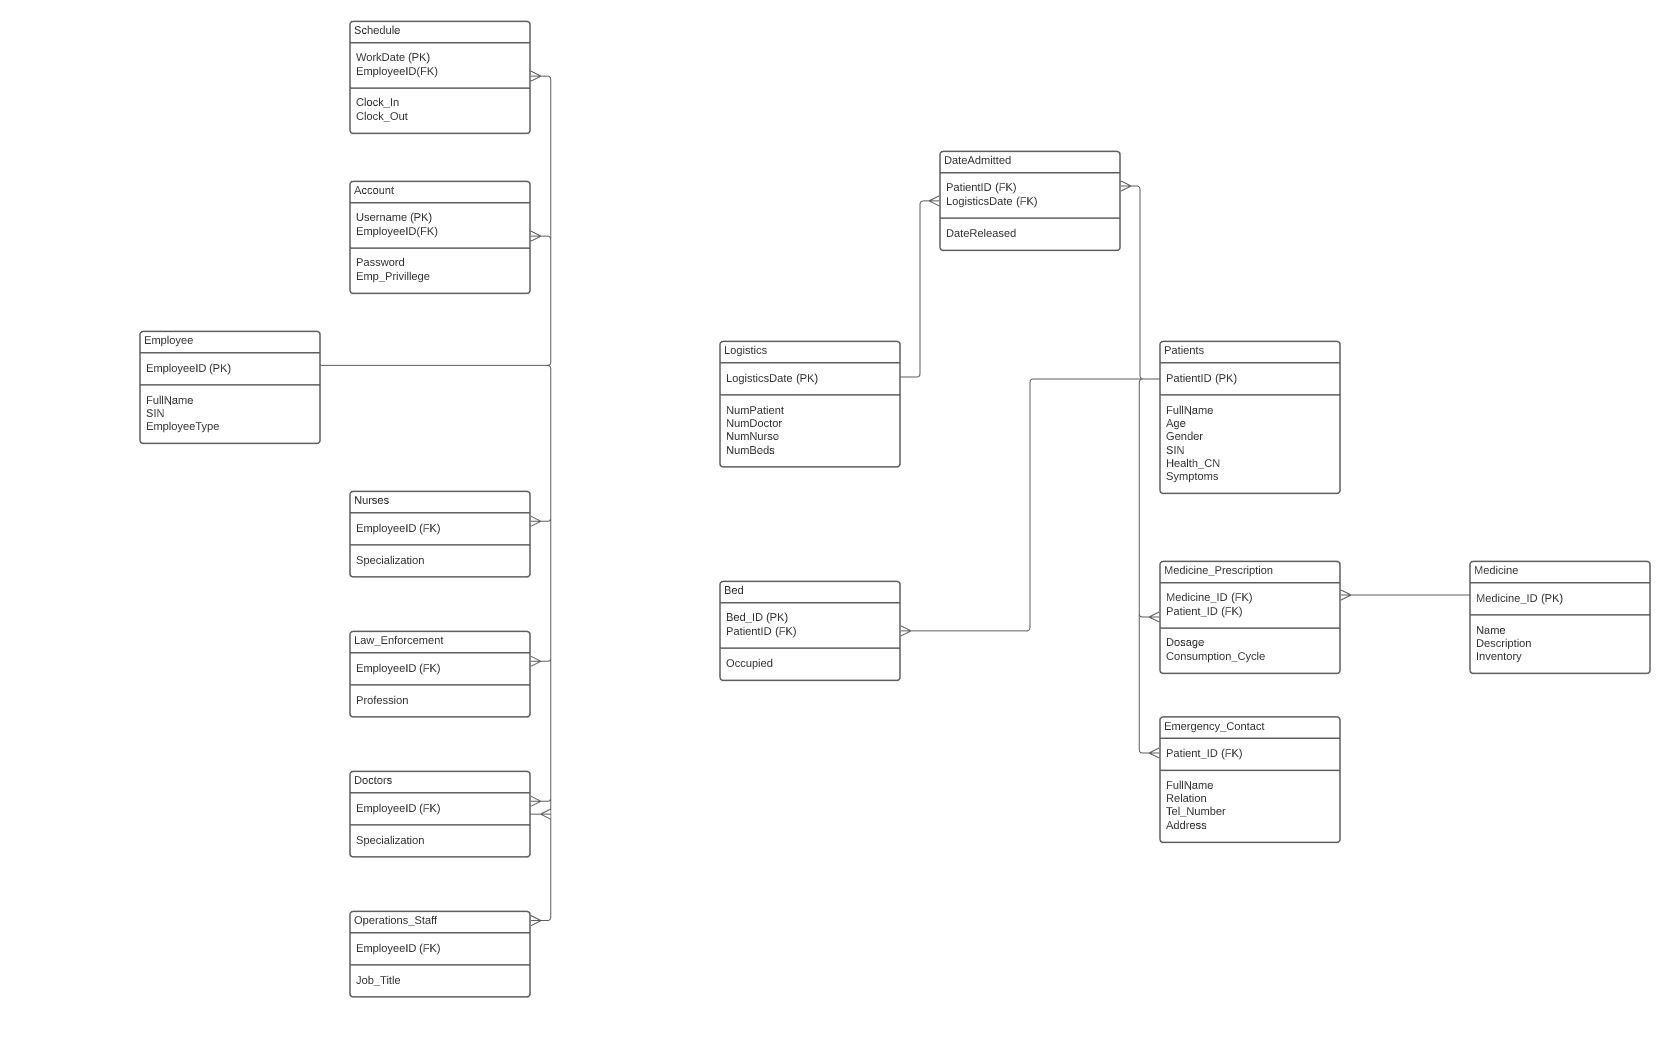 Schedule
WorkDate (PK)
EmployeeID(FK)
Clock_In
Clock_Out
Account
Username (PK)
EmployeeID(FK)
Password
Emp_Privillege
Employee
EmployeeID (PK)
FullName
SIN
EmployeeType
Nurses
EmployeeID (FK)
Specialization
Law_Enforcement
EmployeeID (FK)
Profession
Doctors
EmployeeID (FK)
Specialization
Operations_Staff
EmployeeID (FK)
Job_Title
DateAdmitted
PatientID (FK)
LogisticsDate (FK)
DateReleased
Logistics
LogisticsDate (PK)
NumPatient
NumDoctor
NumNurse
NumBeds
Patients
PatientID (PK)
FullName
Age
Gender
SIN
Health_CN
Symptoms
Bed
Bed_ID (PK)
PatientID (FK)
Occupied
Medicine_Prescription
Medicine_ID (FK)
Patient_ID (FK)
Dosage
Consumption_Cycle
Medicine
Medicine_ID (PK)
Name
Description
Inventory
Emergency_Contact
Patient_ID (FK)
FullName
Relation
Tel_Number
Address